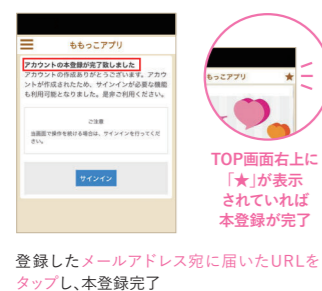 ももっこアプリ
アカウントの本登録が完了致しました
アカウントの作成ありがとうございます。アカウ
ントが作成されたため、サインインが必要な機能
も利用可能となりました。是非ご利用ください。
ご注意
当画面で操作を続ける場合は、サインインを行ってくだ
さい。
サインイン
もっこアプリ ★
TOP画面右上に
「★」が表示
されていれば
本登録が完了
登録したメールアドレス宛に届いたURLを
タップし、本登録完了